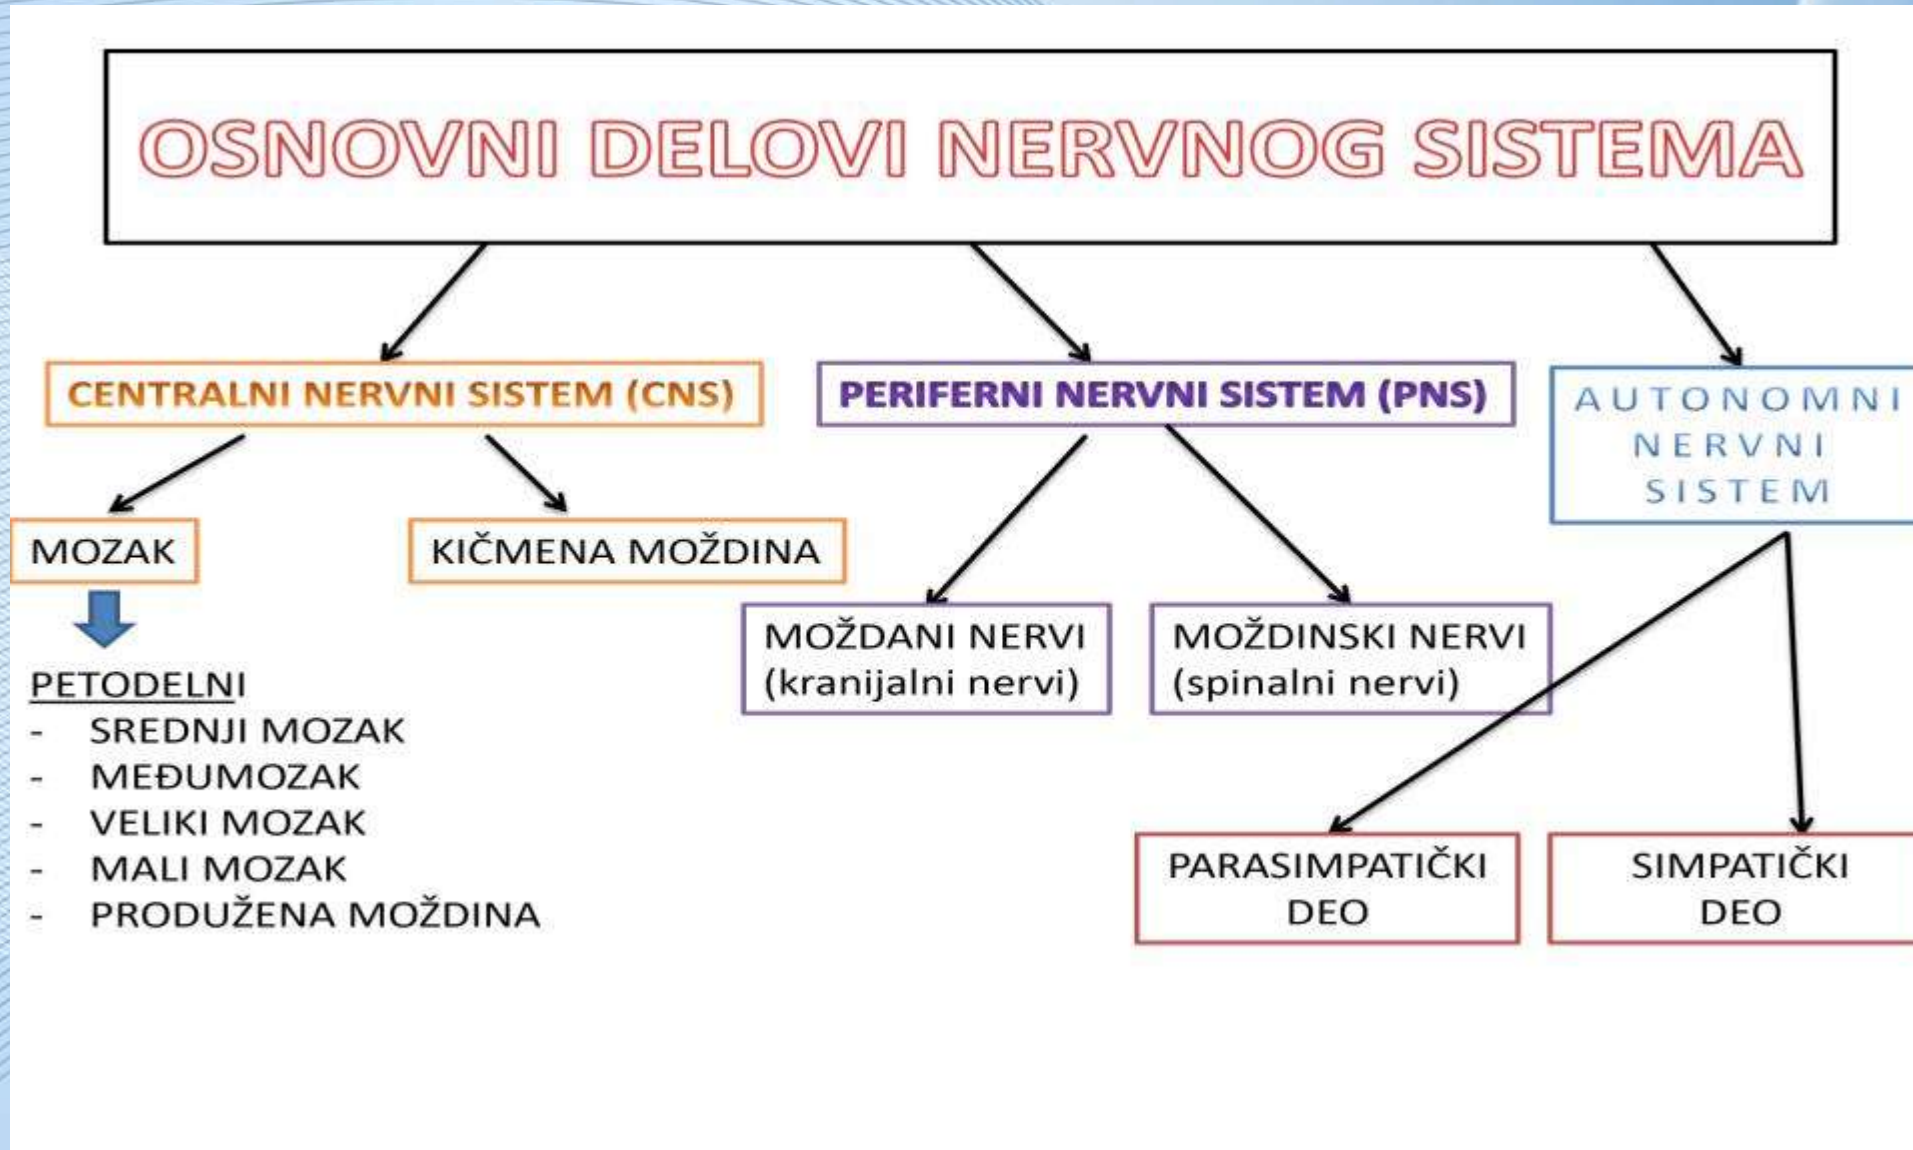 OSNOVNI DELOVI NERVNOG SISTEMA
CENTRALNI NERVNI SISTEM (CNS)
PERIFERNI NERVNI SISTEM (PNS)
AUTONOMNI
NERVNI
SISTEM
MOZAK
KIČMENA MOŽDINA
MOŽDANI NERVI
(kranijalni nervi)
MOŽDINSKI NERVI
(spinalni nervi)
PETODELNI
- SREDNJI MOZAK
- MEĐUMOZAK
- VELIKI MOZAK
- MALI MOZAK
- PRODUŽENA MOŽDINA
PARASIMPATIČKI
DEO
SIMPATIČKI
DEO